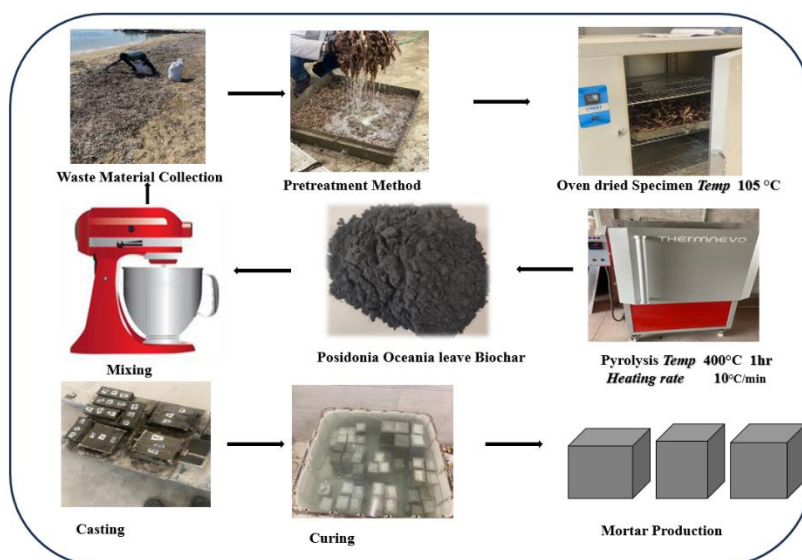 Waste Material Collection
Pretreatment Method
Oven dried Specimen Temp 105 °C
THERMNEVO
Mixing
Posidonia Oceania leave Biochar
Pyrolysis Temp 400°C 1hr
Heating rate 10°C/min
Casting
Curing
Mortar Production